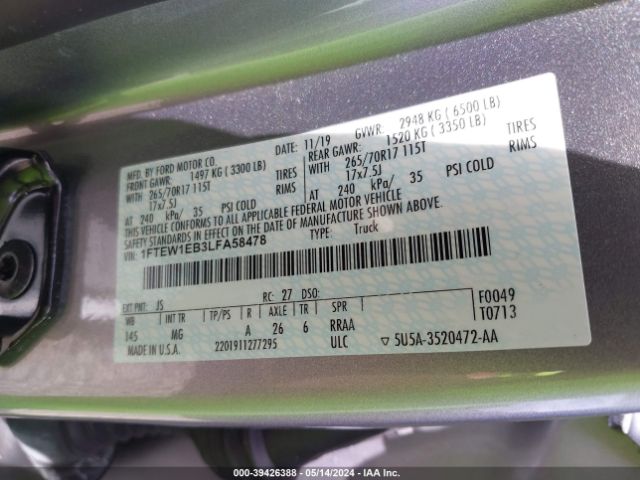 MFD. BY FORD MOTOR CO. DATE: 11/19 GVWR: 2948 KG ( 6500 LB)
FRONT GAWR: 1497 KG ( 3300 LB) REAR GAWR: 1520 KG ( 3350 LB)
WITH 265/70R17 115T TIRES WITH 265/70R17 115T TIRES
17x7.5J RIMS 17x7.5J RIMS
AT 240 kPa/ 35 PSI COLD AT 240 kPa/ 35 PSI COLD
THIS VEHICLE CONFORMS TO ALL APPLICABLE FEDERAL MOTOR VEHICLE
SAFETY STANDARDS IN EFFECT ON THE DATE OF MANUFACTURE SHOWN ABOVE.
VIN: 1FTEW1EB3LFA58478 TYPE: Truck
EXT PNT: JS RC: 27 DSO: F0049
WB INT TR TP/PS R AXLE TR SPR T0713
145 MG A 26 6 RRAA
MADE IN U.S.A. 2201911277295 ULC ▽ 5U5A-3520472-AA
000-39426388 - 05/14/2024 - IAA Inc.